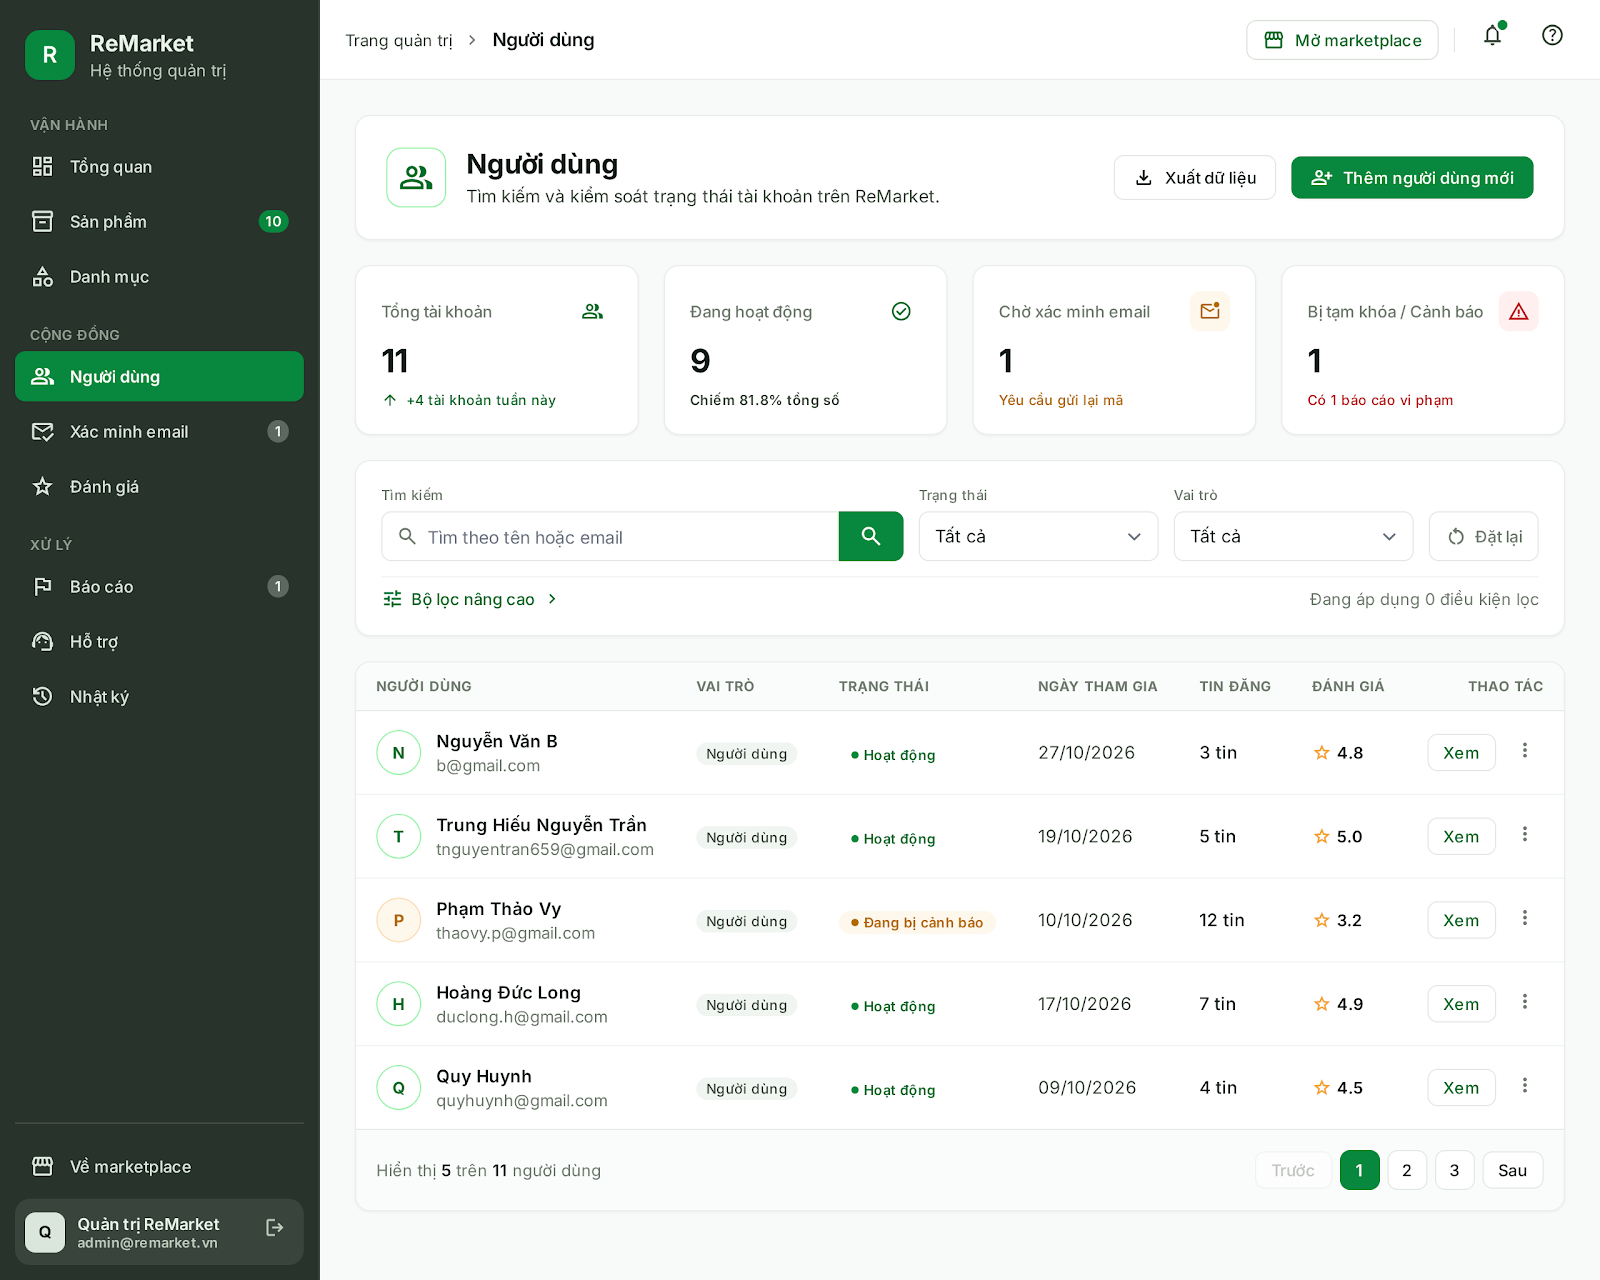 R
ReMarket
Hệ thống quản trị
VẬN HÀNH
Tổng quan
Sản phẩm 10
Danh mục
CỘNG ĐỒNG
Người dùng
Xác minh email 1
Đánh giá
XỬ LÝ
Báo cáo 1
Hỗ trợ
Nhật ký
Về marketplace
Q
Quản trị ReMarket
admin@remarket.vn
Trang quản trị > Người dùng
Mở marketplace
Người dùng
Tìm kiếm và kiểm soát trạng thái tài khoản trên ReMarket.
Xuất dữ liệu
Thêm người dùng mới
Tổng tài khoản
11
+4 tài khoản tuần này
Đang hoạt động
9
Chiếm 81.8% tổng số
Chờ xác minh email
1
Yêu cầu gửi lại mã
Bị tạm khóa / Cảnh báo
1
Có 1 báo cáo vi phạm
Tìm kiếm
Tìm theo tên hoặc email
Trạng thái
Tất cả
Vai trò
Tất cả
Đặt lại
Bộ lọc nâng cao
Đang áp dụng 0 điều kiện lọc
NGƯỜI DÙNG VAI TRÒ TRẠNG THÁI NGÀY THAM GIA TIN ĐĂNG ĐÁNH GIÁ THAO TÁC
N Nguyễn Văn B Người dùng Hoạt động 27/10/2026 3 tin 4.8 Xem
b@gmail.com
T Trung Hiếu Nguyễn Trần Người dùng Hoạt động 19/10/2026 5 tin 5.0 Xem
tnguyentran659@gmail.com
P Phạm Thảo Vy Người dùng Đang bị cảnh báo 10/10/2026 12 tin 3.2 Xem
thaovy.p@gmail.com
H Hoàng Đức Long Người dùng Hoạt động 17/10/2026 7 tin 4.9 Xem
duclong.h@gmail.com
Q Quy Huynh Người dùng Hoạt động 09/10/2026 4 tin 4.5 Xem
quyhuynh@gmail.com
Hiển thị 5 trên 11 người dùng
Trước 1 2 3 Sau